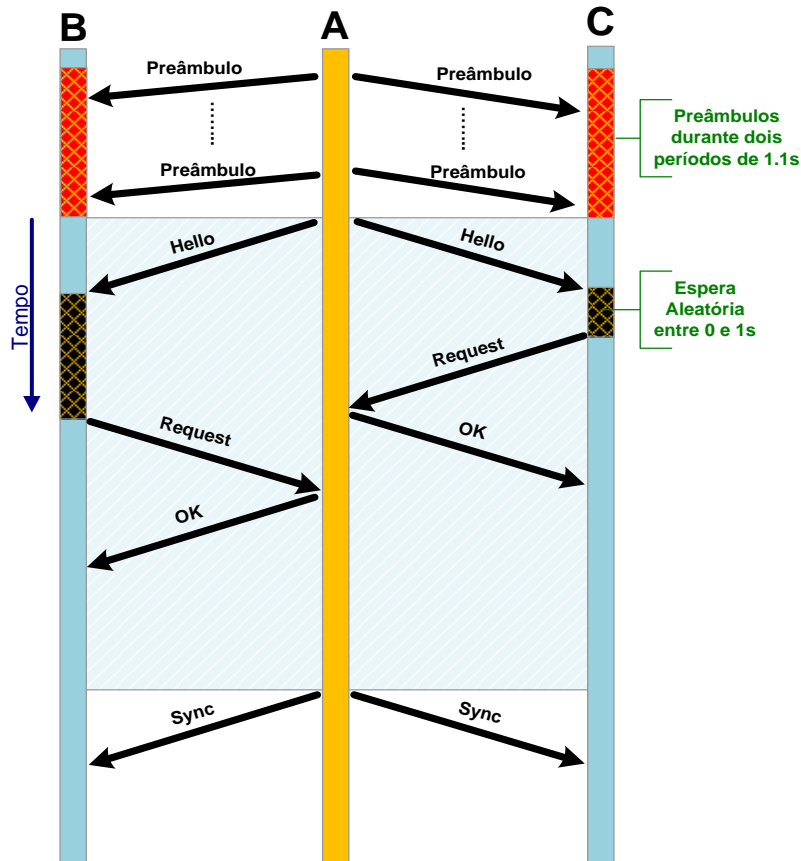 B
A
C
Preâmbulo
Preâmbulo
Preâmbulos
durante dois
períodos de 1.1s
Preâmbulo
Preâmbulo
Hello
Hello
Tempo
Espera
Aleatória
entre 0 e 1s
Request
Request
OK
OK
Sync
Sync